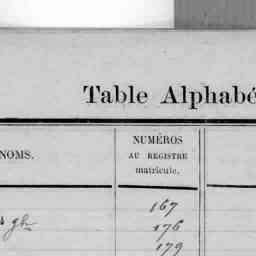 Table Alphabé
NOMS.
NUMÉROS
AU REGISTRE
matricule.
167
176
179